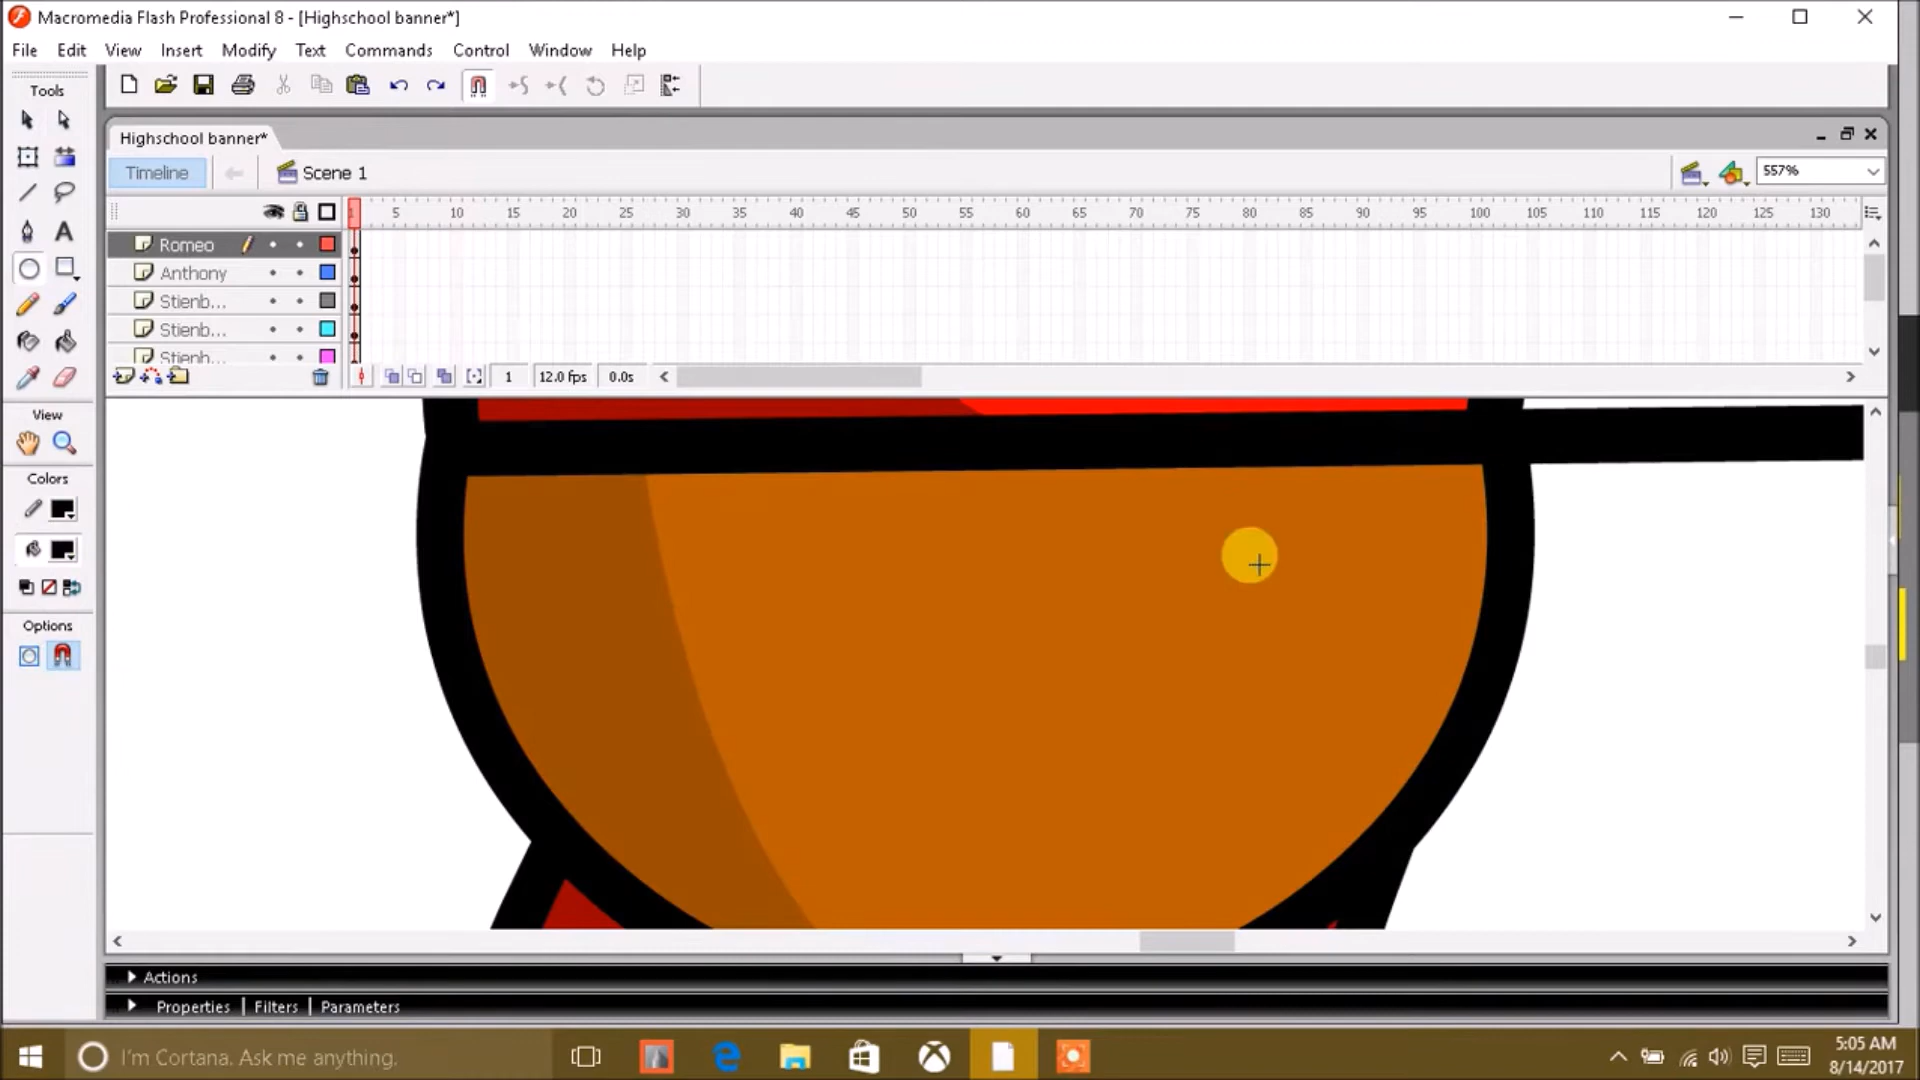 Macromedia Flash Professional 8 - [Highschool banner*]
File Edit View Insert Modify Text Commands Control Window Help
Tools
Highschool banner*
Timeline Scene 1 557%
1 5 10 15 20 25 30 35 40 45 50 55 60 65 70 75 80 85 90 95 100 105 110 115 120 125 130
Romeo
Anthony
Stienb...
Stienb...
Stienb...
1 12.0 fps 0.0s
View
Colors
Options
Actions
Properties Filters Parameters
I'm Cortana. Ask me anything.
5:05 AM
8/14/2017